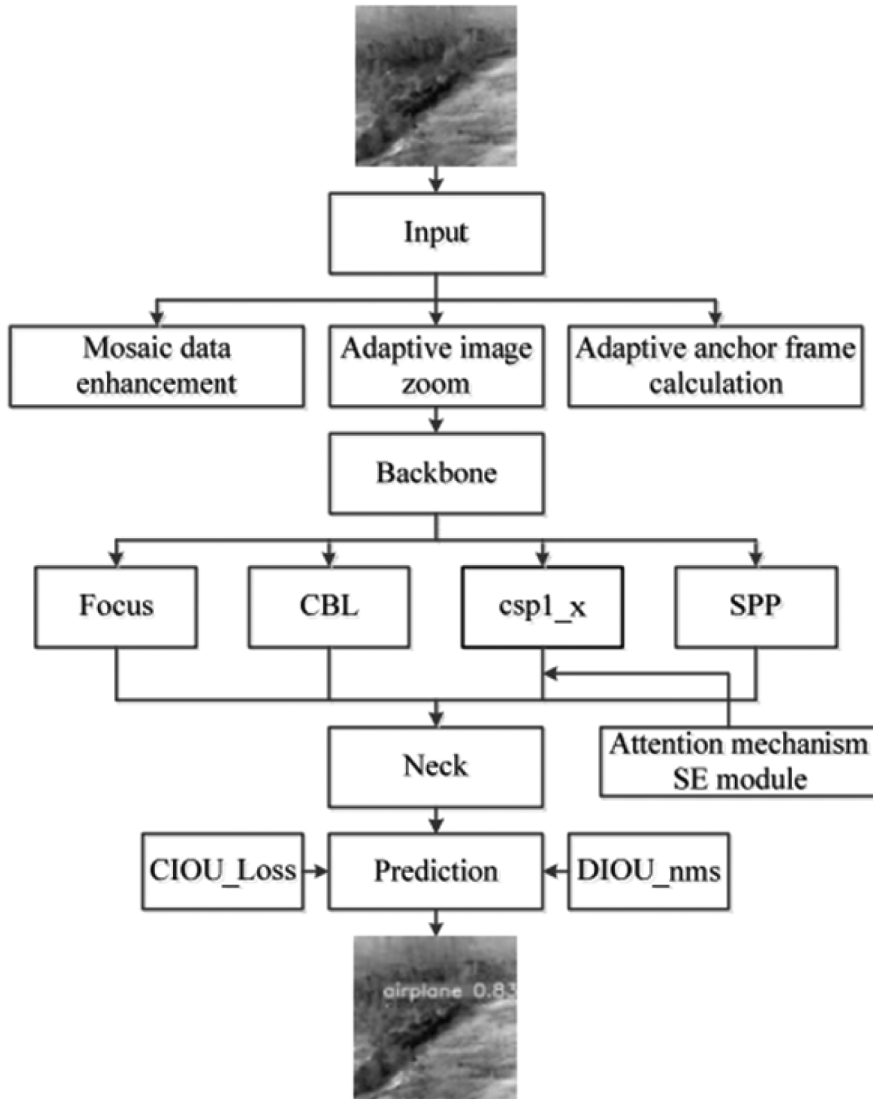 Input
Mosaic data
enhancement
Adaptive image
zoom
Adaptive anchor frame
calculation
Backbone
Focus
CBL
csp1_x
SPP
Attention mechanism
SE module
Neck
CIOU_Loss
Prediction
DIOU_nms
airplane 0.83